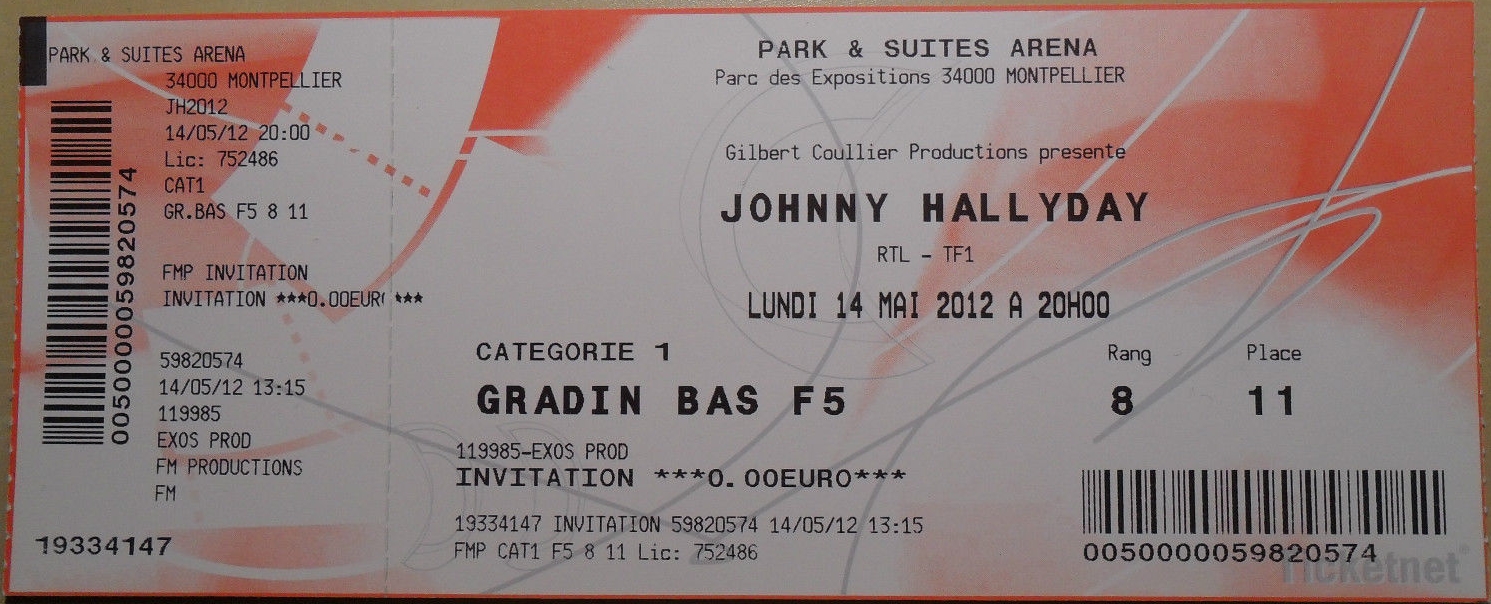 PARK & SUITES ARENA
34000 MONTPELLIER
JH2012
14/05/12 20:00
Lic: 752486
CAT1
GR.BAS F5 8 11
FMP INVITATION
INVITATION ***0.00EUR( ***
59820574
14/05/12 13:15
119985
EXOS PROD
FM PRODUCTIONS
FM
19334147
0050000059820574
PARK & SUITES ARENA
Parc des Expositions 34000 MONTPELLIER
Gilbert Coullier Productions presente
JOHNNY HALLYDAY
RTL - TF1
LUNDI 14 MAI 2012 A 20H00
CATEGORIE 1
GRADIN BAS F5
Rang Place
8 11
119985-EXOS PROD
INVITATION ***0.00EURO***
19334147 INVITATION 59820574 14/05/12 13:15
FMP CAT1 F5 8 11 Lic: 752486
0050000059820574
Ticketnet